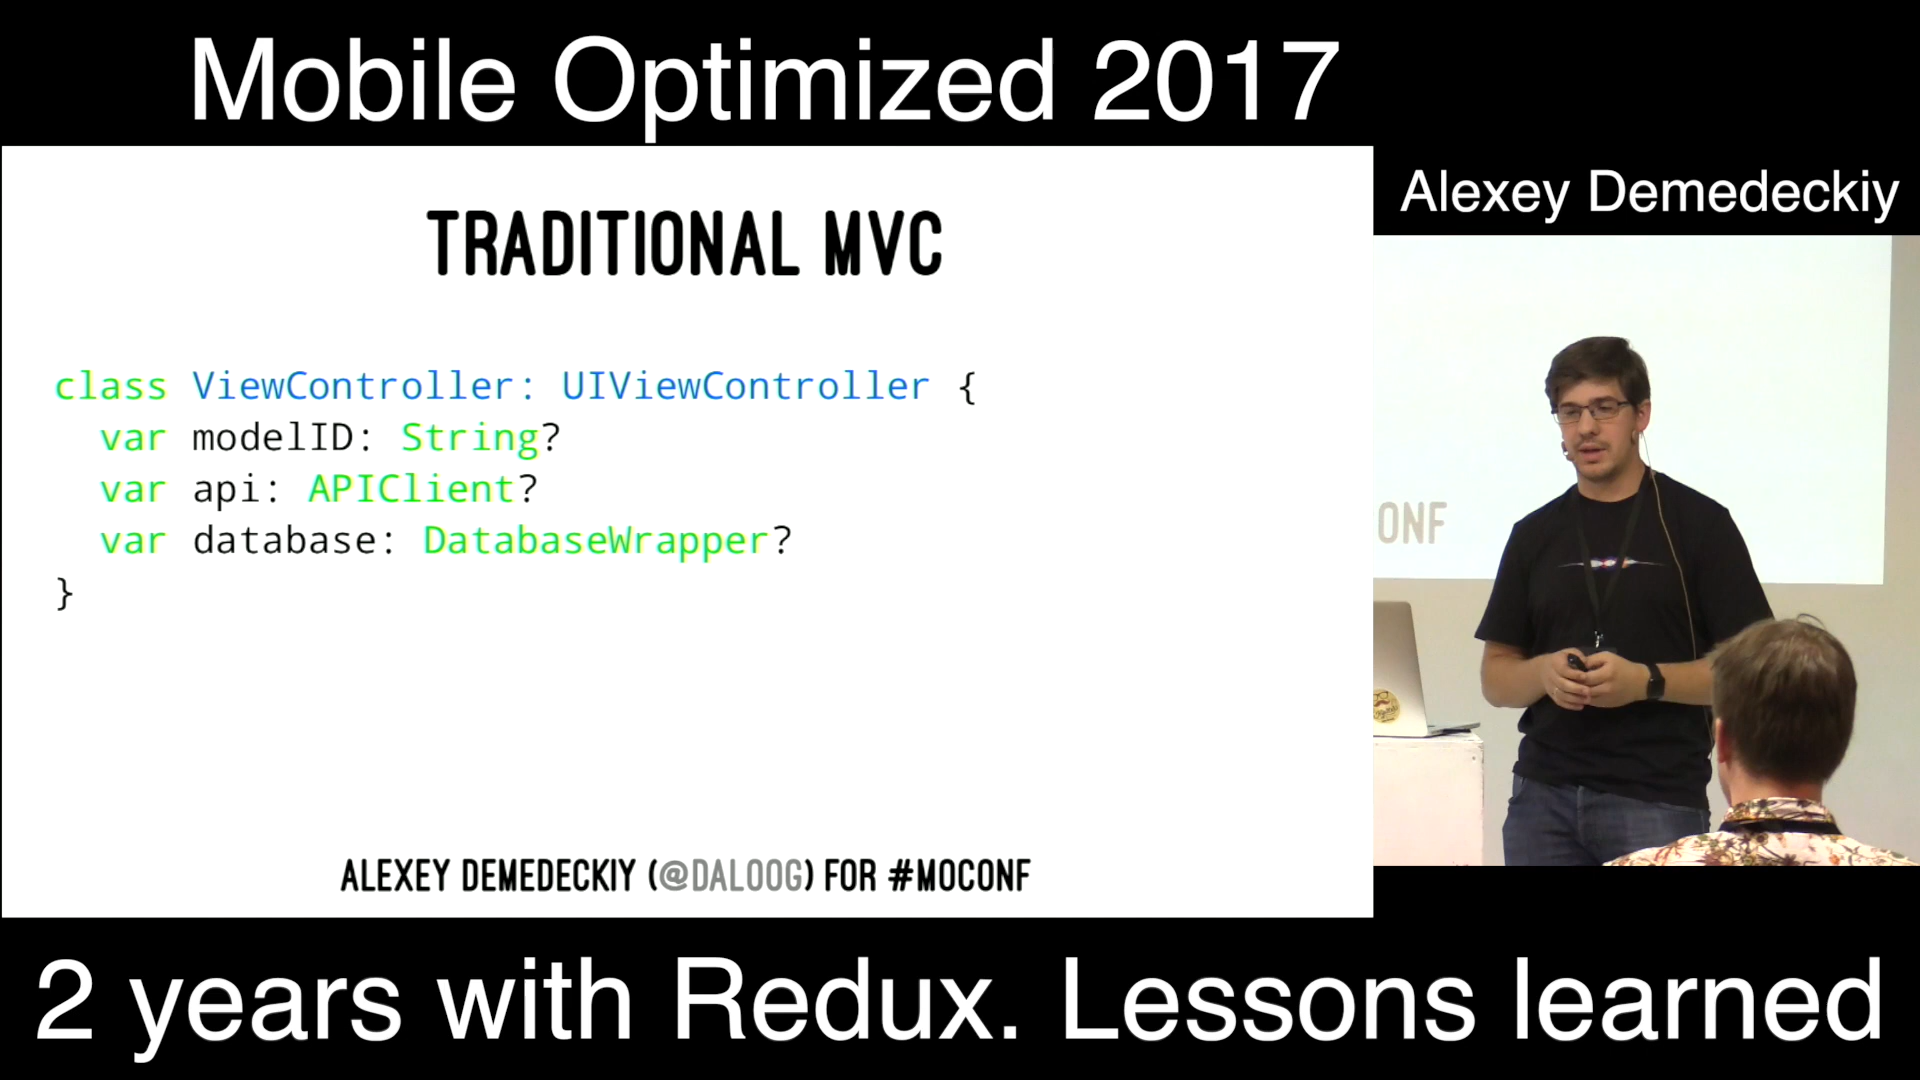 Mobile Optimized 2017
TRADITIONAL MVC
class ViewController: UIViewController {
var modelID: String?
var api: APIClient?
var database: DatabaseWrapper?
}
ALEXEY DEMEDECKIY (@DALOOG) FOR #MOCONF
Alexey Demedeckiy
ONF
2 years with Redux. Lessons learned